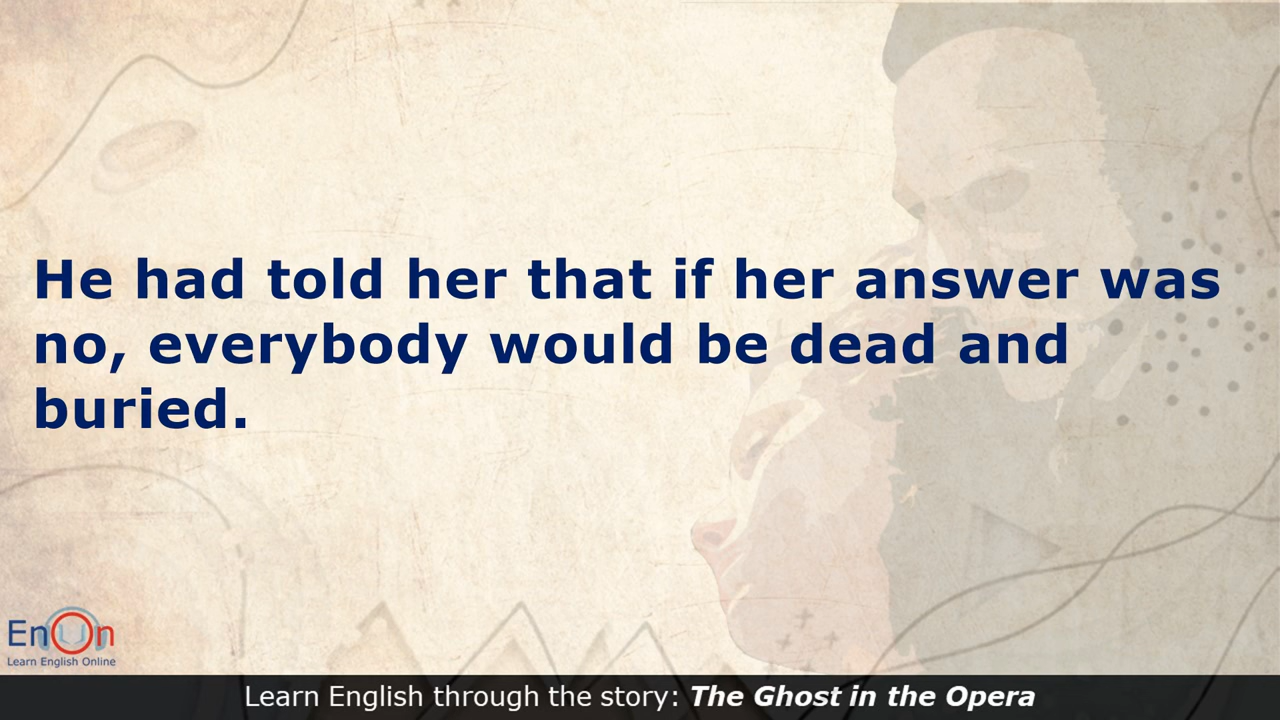 He had told her that if her answer was
no, everybody would be dead and
buried.
EnOn
Learn English Online
Learn English through the story: The Ghost in the Opera